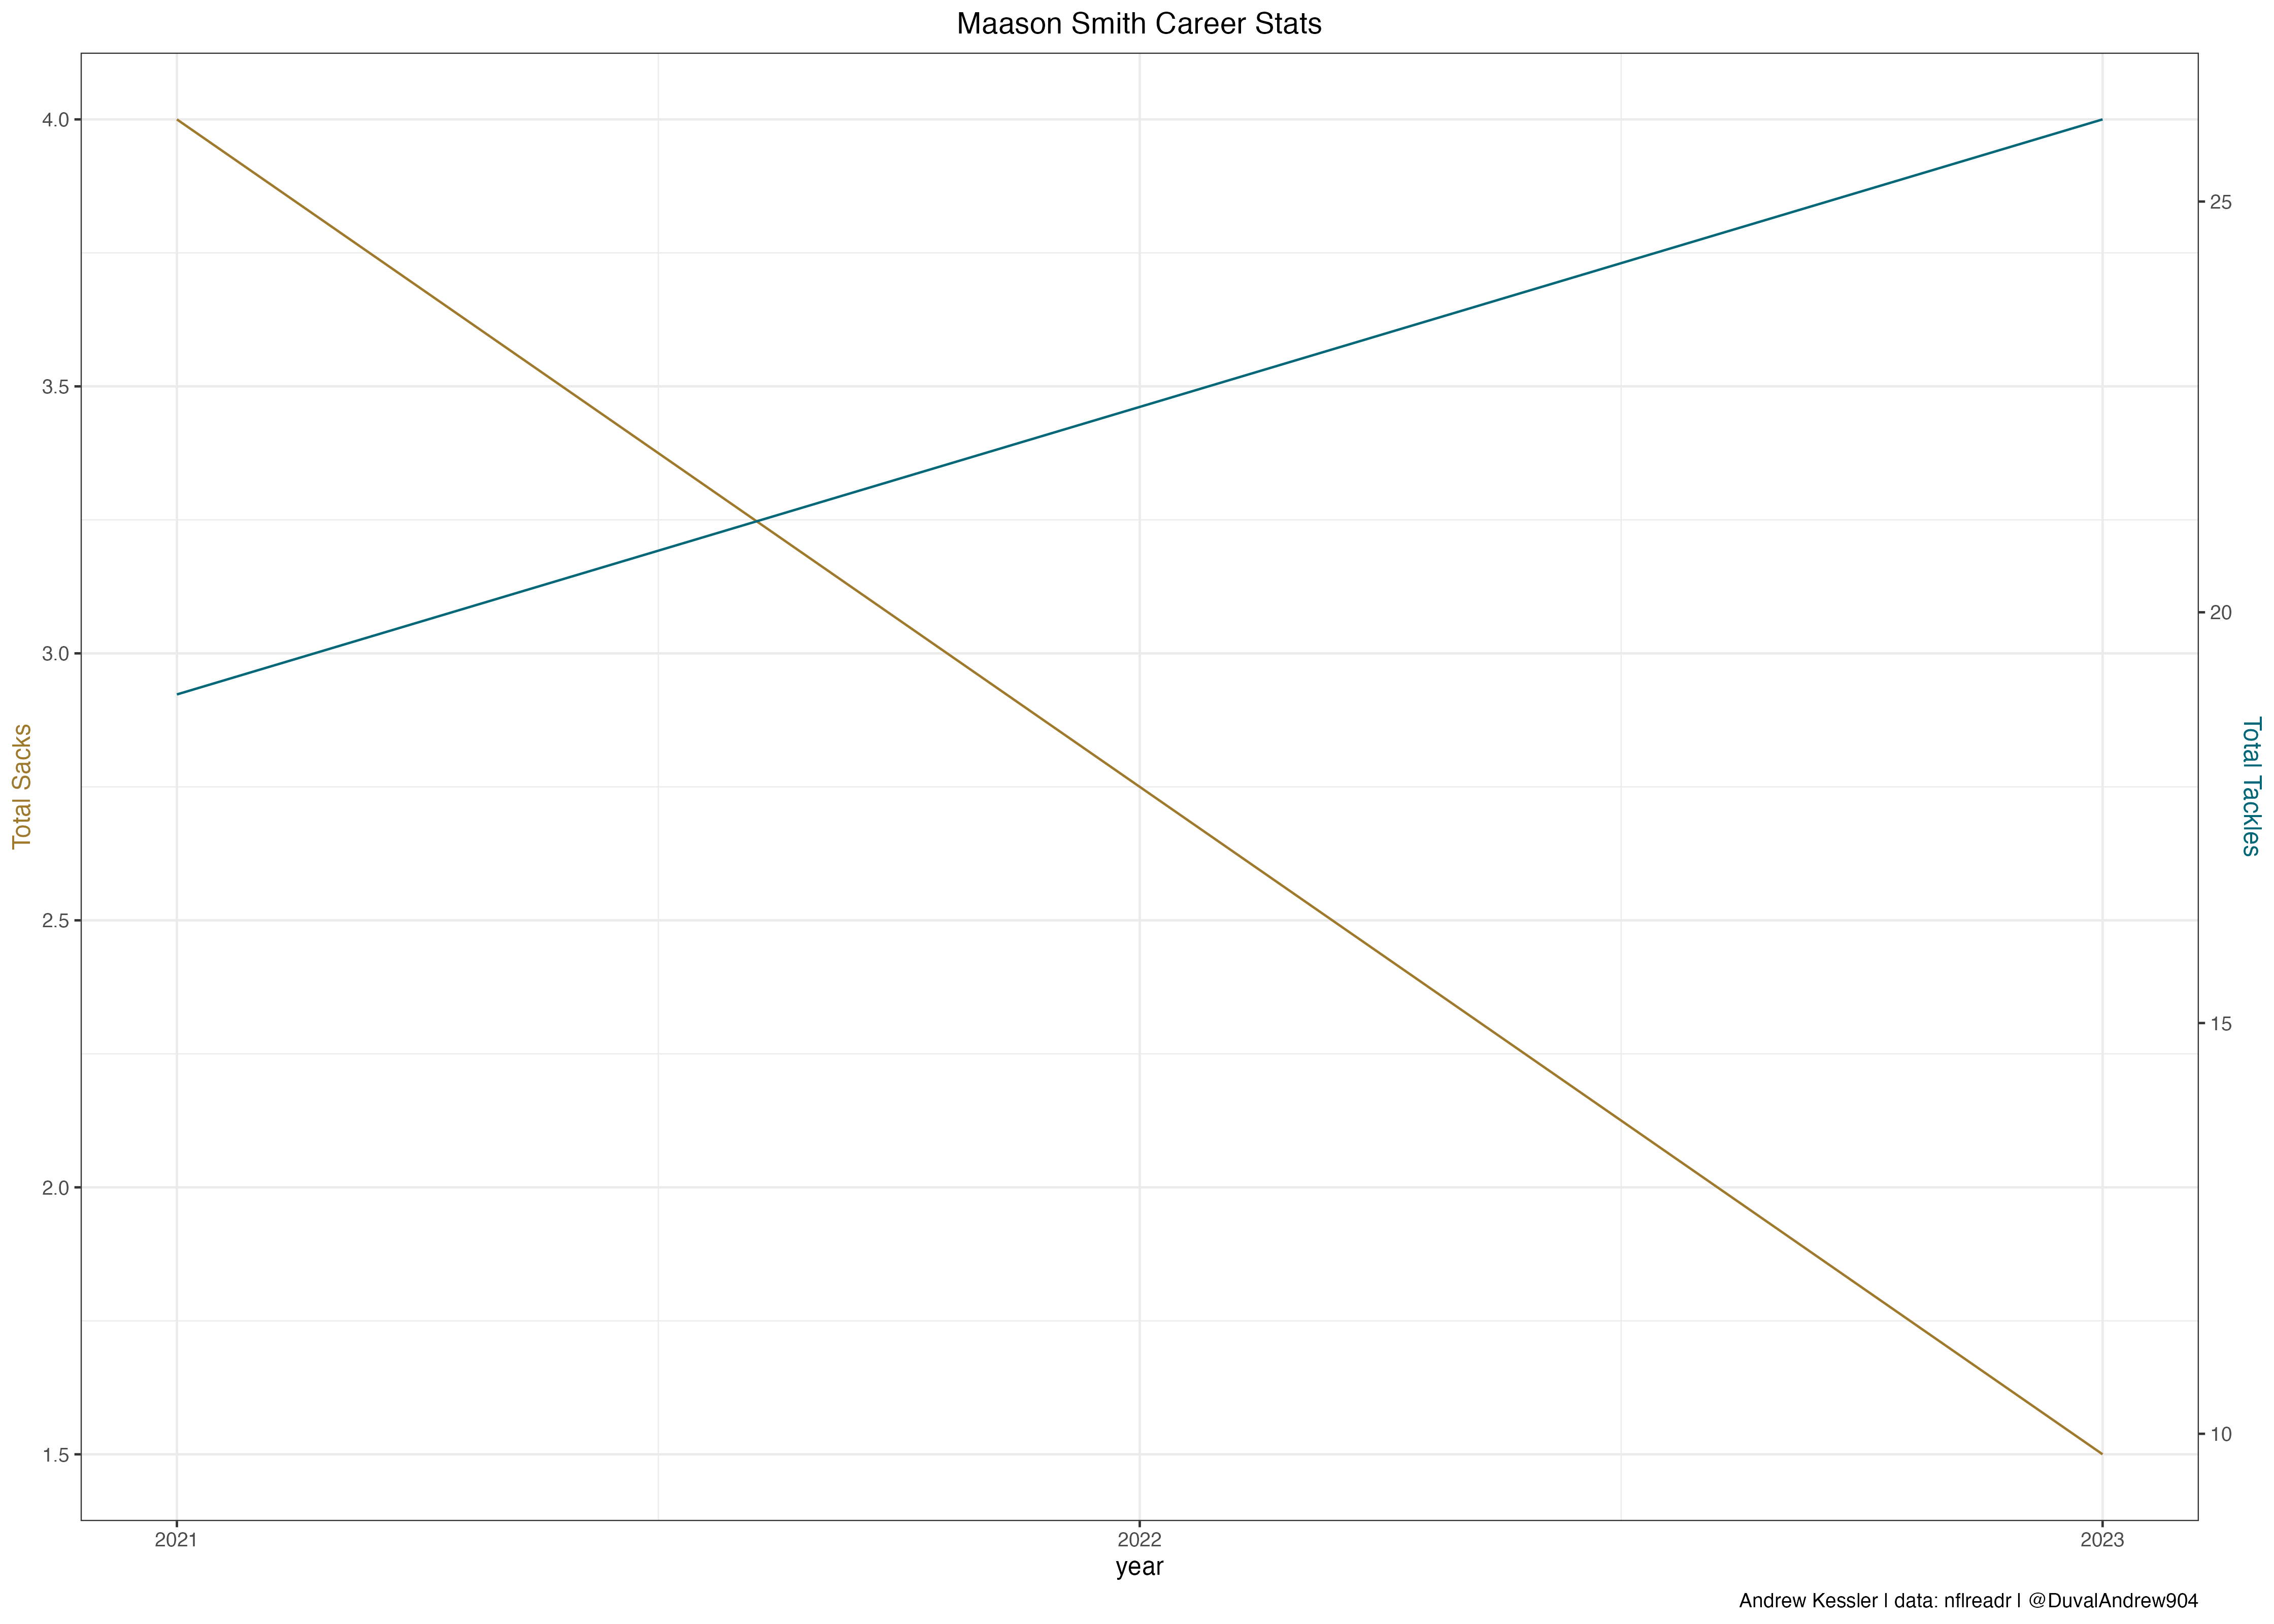 Maason Smith Career Stats
4.0
3.5
3.0
2.5
2.0
1.5
Total Sacks
25
20
15
10
Total Tackles
2021
2022
2023
year
Andrew Kessler | data: nflreadr | @DuvalAndrew904